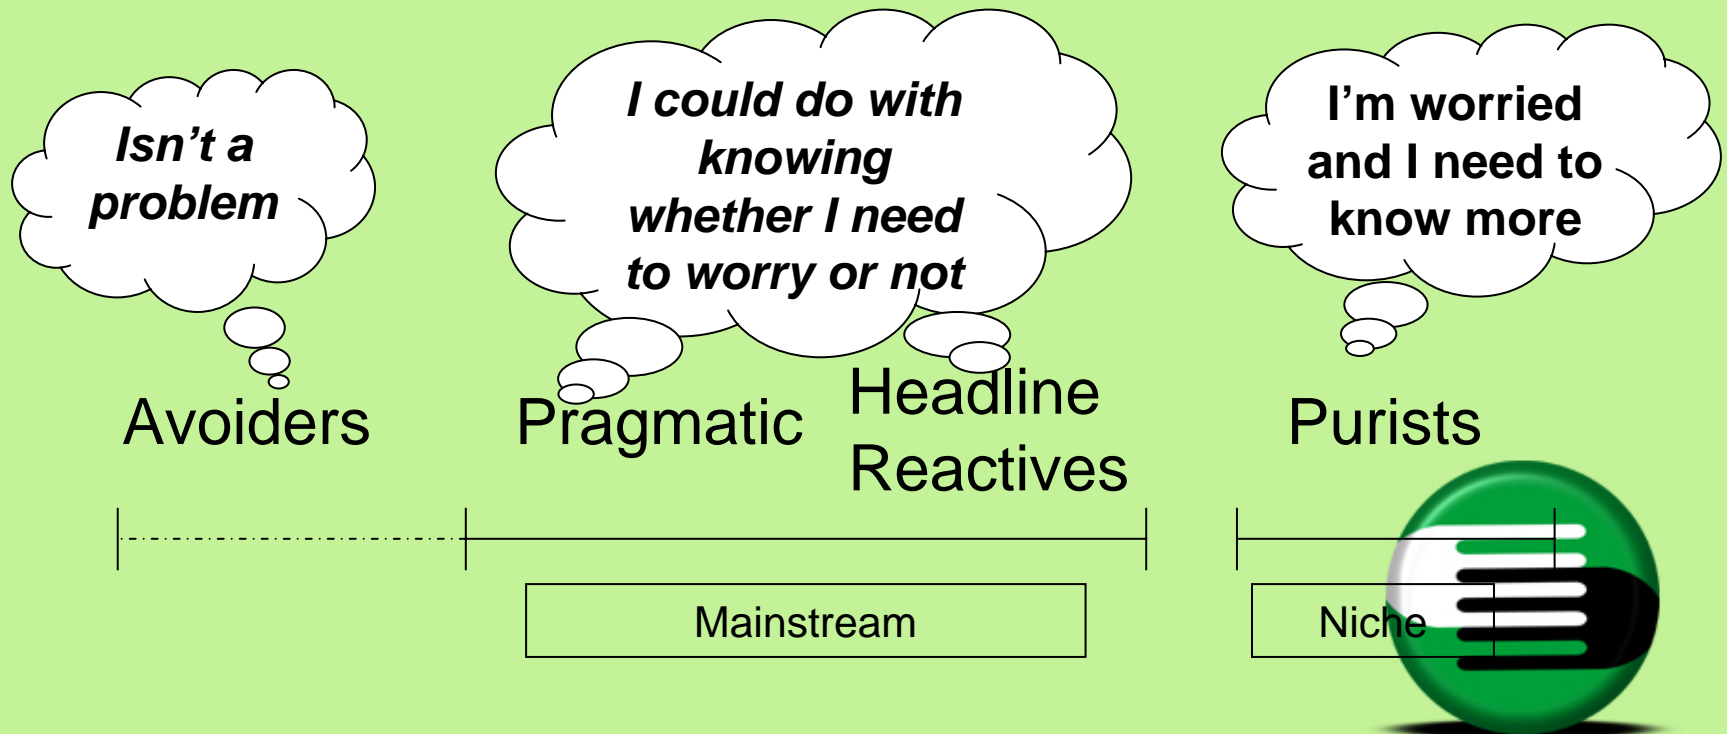 Isn’t a
problem
I could do with
knowing
whether I need
to worry or not
I’m worried
and I need to
know more
Avoiders
Pragmatic
Headline
Reactives
Purists
Mainstream
Niche